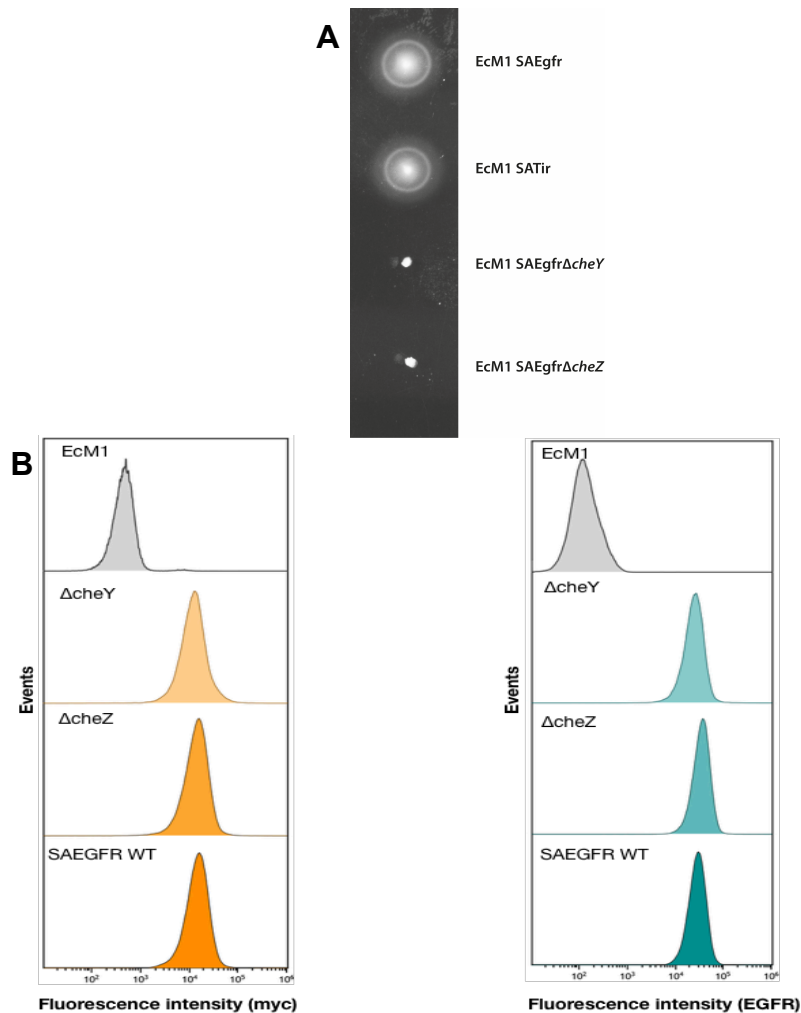 A
EcM1 SAEgfr
EcM1 SATir
EcM1 SAEgfrΔcheY
EcM1 SAEgfrΔcheZ
B
EcM1
ΔcheY
ΔcheZ
SAEGFR WT
Events
10² 10³ 10⁴ 10⁵ 10⁶
Fluorescence intensity (myc)
EcM1
ΔcheY
ΔcheZ
SAEGFR WT
Events
10² 10³ 10⁴ 10⁵ 10⁶
Fluorescence intensity (EGFR)